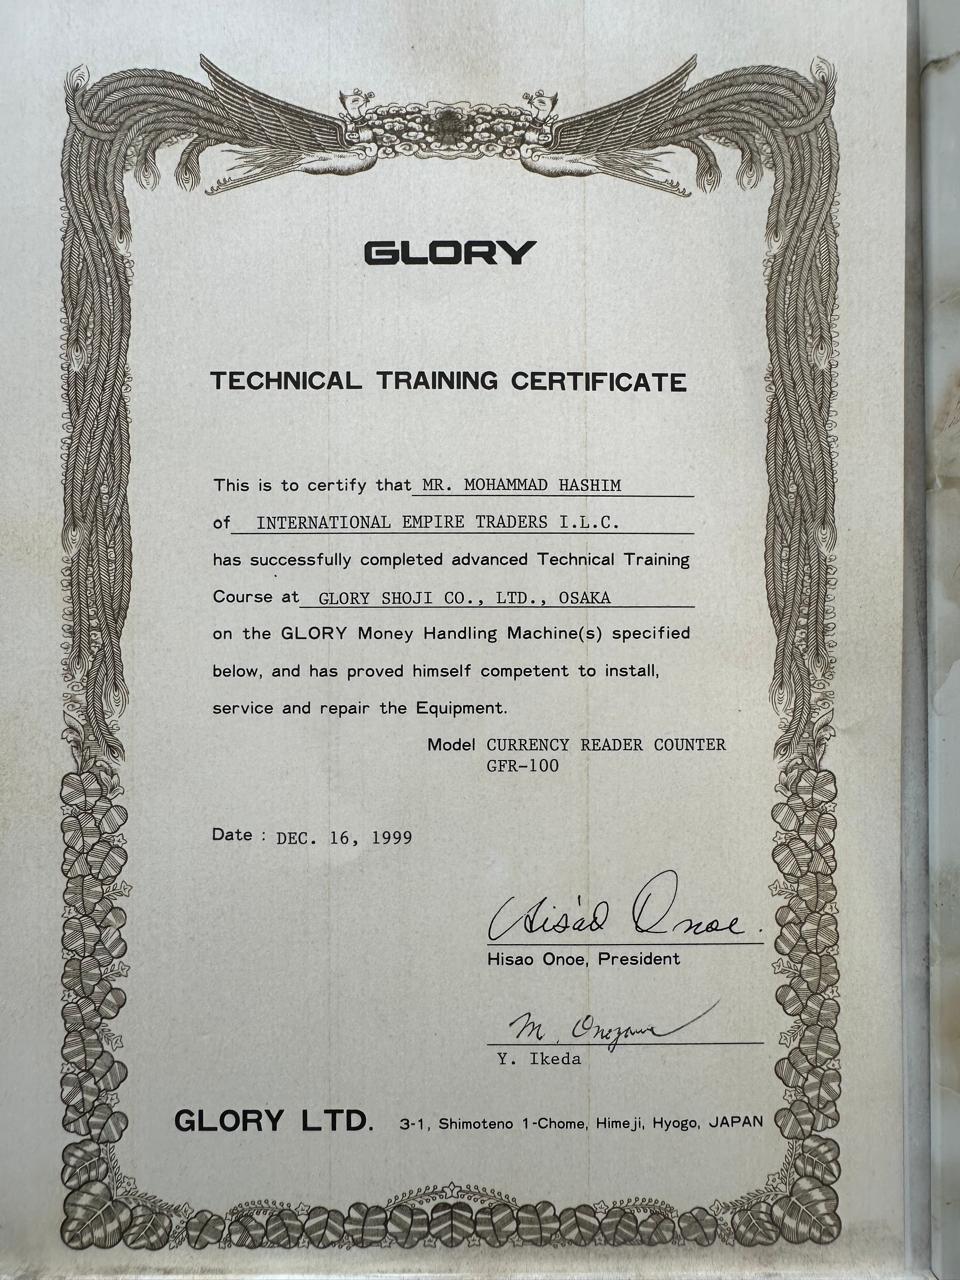 GLORY
TECHNICAL TRAINING CERTIFICATE
This is to certify that MR. MOHAMMAD HASHIM
of INTERNATIONAL EMPIRE TRADERS I.L.C.
has successfully completed advanced Technical Training
Course at GLORY SHOJI CO., LTD., OSAKA
on the GLORY Money Handling Machine(s) specified
below, and has proved himself competent to install,
service and repair the Equipment.
Model CURRENCY READER COUNTER
GFR-100
Date : DEC. 16, 1999
Hisao Onoe.
Hisao Onoe, President
M. Onezawa
Y. Ikeda
GLORY LTD. 3-1, Shimoteno 1-Chome, Himeji, Hyogo, JAPAN